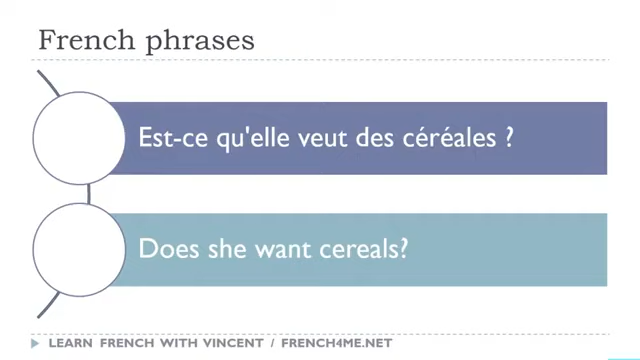 French phrases
Est-ce qu'elle veut des céréales ?
Does she want cereals?
LEARN FRENCH WITH VINCENT / FRENCH4ME.NET